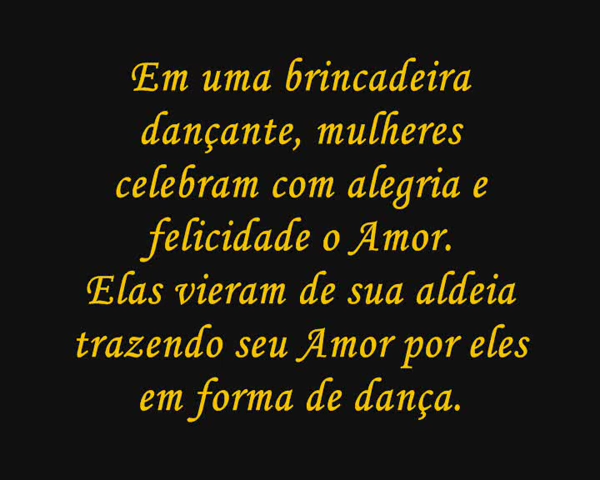 Em uma brincadeira
dançante, mulheres
celebram com alegria e
felicidade o Amor.
Elas vieram de sua aldeia
trazendo seu Amor por eles
em forma de dança.